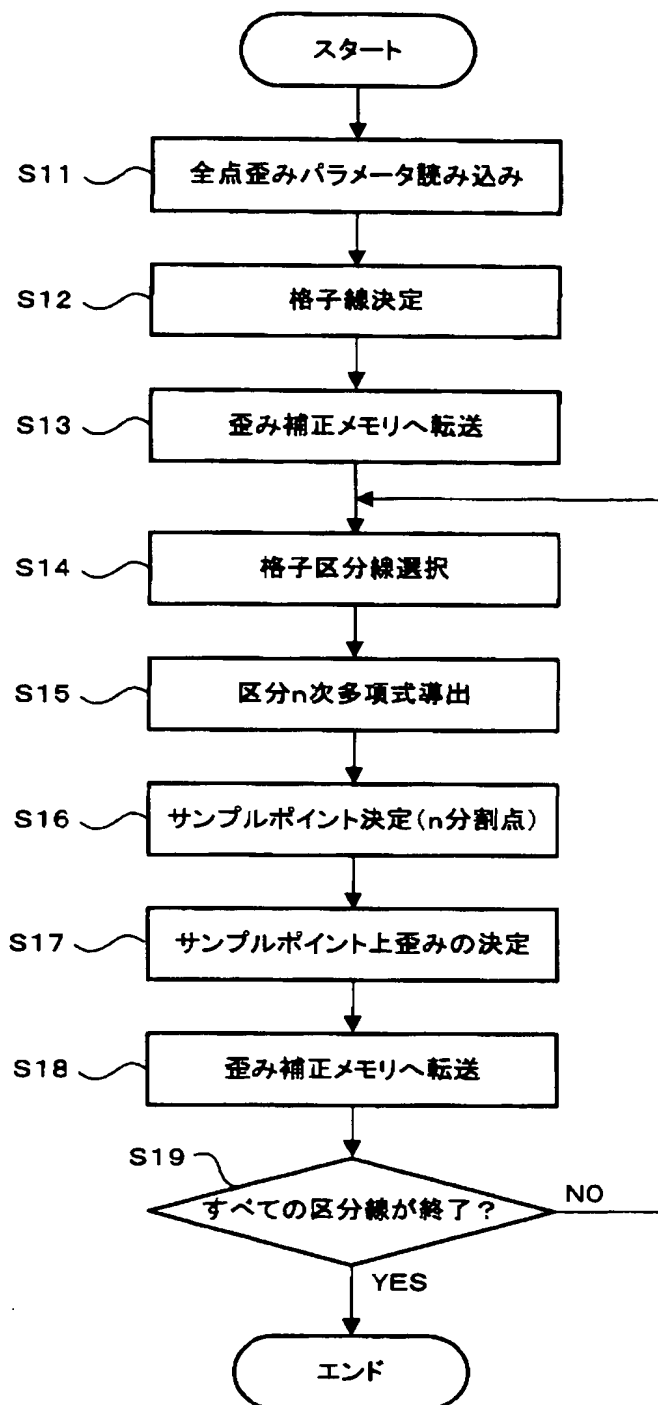 スタート
S11
全点歪みパラメータ読み込み
S12
格子線決定
S13
歪み補正メモリへ転送
S14
格子区分線選択
S15
区分n次多項式導出
S16
サンプルポイント決定(n分割点)
S17
サンプルポイント上歪みの決定
S18
歪み補正メモリへ転送
S19
すべての区分線が終了?
NO
YES
エンド